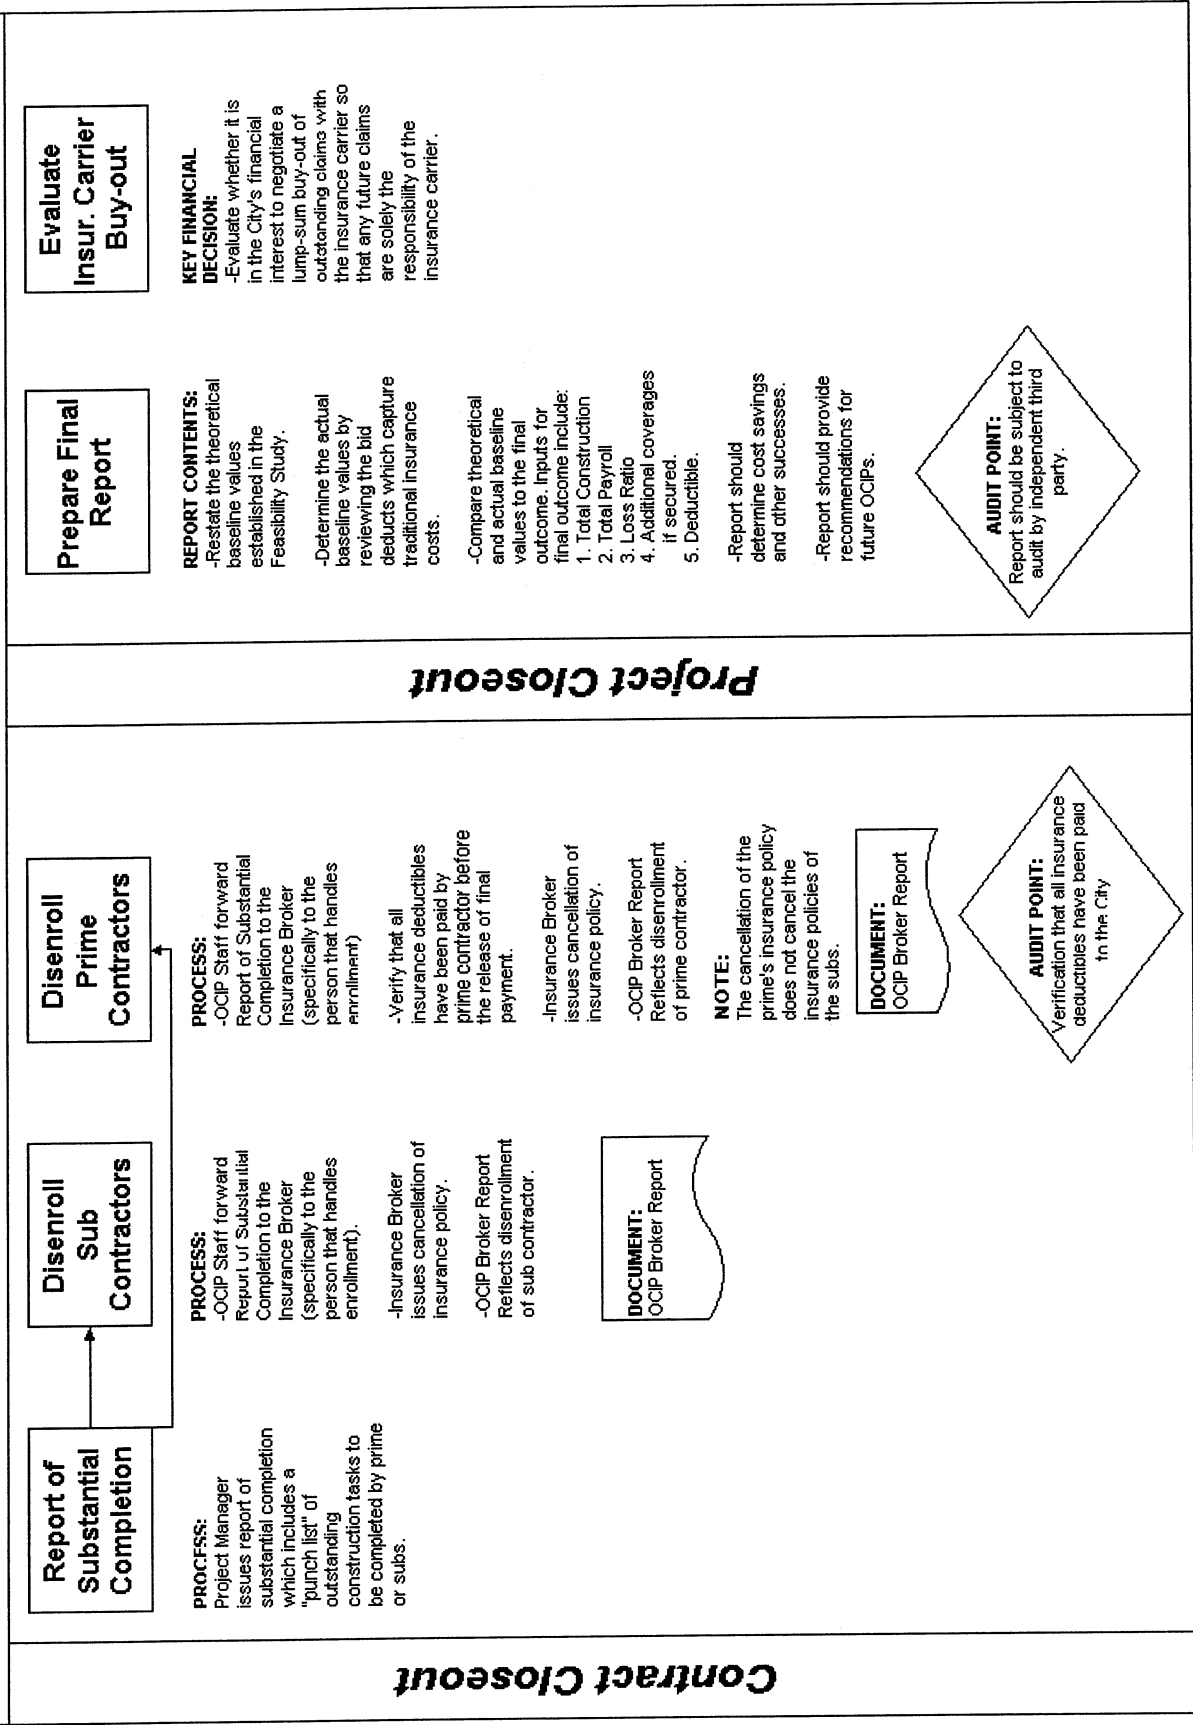 Contract Closeout
Report of
Substantial
Completion
PROCESS:
Project Manager
issues report of
substantial completion
which includes a
"punch list" of
outstanding
construction tasks to
be completed by prime
or subs.
Disenroll
Sub
Contractors
PROCESS:
-OCIP Staff forward
Report of Substantial
Completion to the
Insurance Broker
(specifically to the
person that handles
enrollment).
-Insurance Broker
issues cancellation of
insurance policy.
-OCIP Broker Report
Reflects disenrollment
of sub contractor.
DOCUMENT:
OCIP Broker Report
Disenroll
Prime
Contractors
PROCESS:
-OCIP Staff forward
Report of Substantial
Completion to the
Insurance Broker
(specifically to the
person that handles
enrollment)
-Verify that all
insurance deductibles
have been paid by
prime contractor before
the release of final
payment.
-Insurance Broker
issues cancellation of
insurance policy.
-OCIP Broker Report
Reflects disenrollment
of prime contractor.
NOTE:
The cancellation of the
prime's insurance policy
does not cancel the
insurance policies of
the subs.
DOCUMENT:
OCIP Broker Report
AUDIT POINT:
Verification that all insurance
deductibles have been paid
to the City
Project Closeout
Prepare Final
Report
REPORT CONTENTS:
-Restate the theoretical
baseline values
established in the
Feasibility Study.
-Determine the actual
baseline values by
reviewing the bid
deducts which capture
traditional insurance
costs.
-Compare theoretical
and actual baseline
values to the final
outcome. Inputs for
final outcome include:
1. Total Construction
2. Total Payroll
3. Loss Ratio
4. Additional coverages
if secured.
5. Deductible.
-Report should
determine cost savings
and other successes.
-Report should provide
recommendations for
future OCIPs.
AUDIT POINT:
Report should be subject to
audit by independent third
party.
Evaluate
Insur. Carrier
Buy-out
KEY FINANCIAL
DECISION:
-Evaluate whether it is
in the City's financial
interest to negotiate a
lump-sum buy-out of
outstanding claims with
the insurance carrier so
that any future claims
are solely the
responsibility of the
insurance carrier.